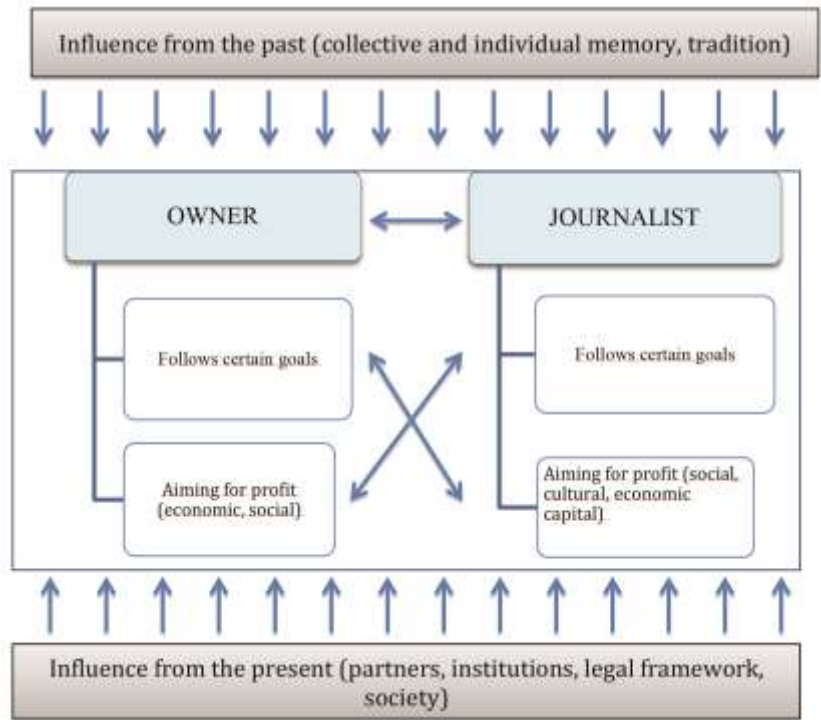 Influence from the past (collective and individual memory, tradition)
OWNER
JOURNALIST
Follows certain goals
Follows certain goals
Aiming for profit
(economic, social)
Aiming for profit (social,
cultural, economic
capital)
Influence from the present (partners, institutions, legal framework,
society)